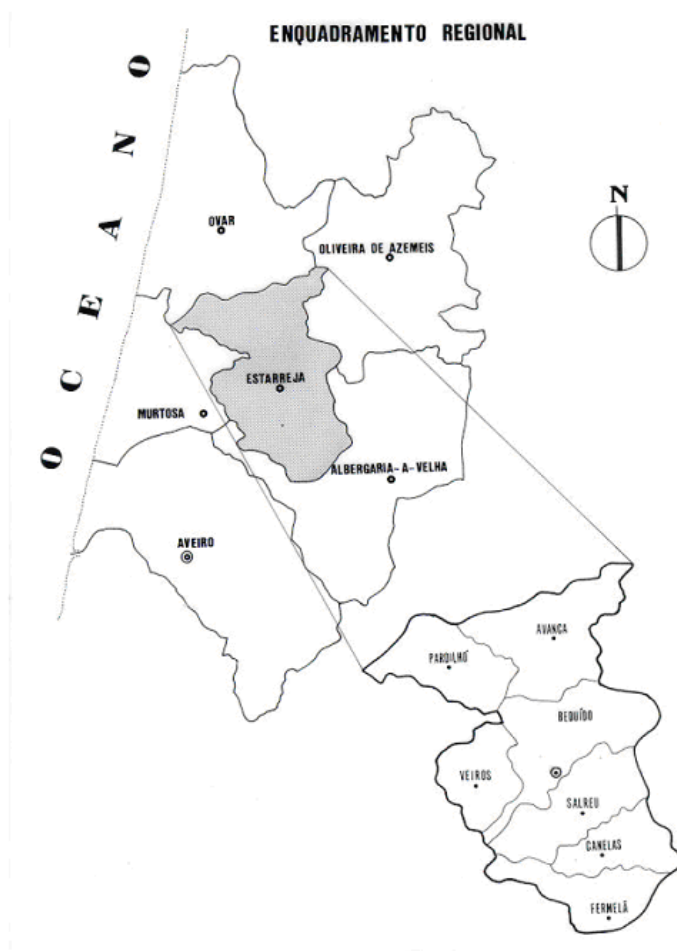 ENQUADRAMENTO REGIONAL
OCEANO
N
OVAR
OLIVEIRA DE AZEMEIS
ESTARREJA
MURTOSA
ALBERGARIA-A-VELHA
AVEIRO
AVANCA
PARDILHÓ
BEDUÍDO
VEIROS
SALREU
CANELAS
FERMELÃ